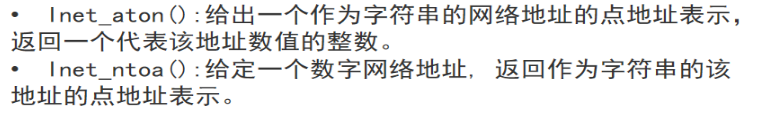 • Inet_aton():给出一个作为字符串的网络地址的点地址表示，
返回一个代表该地址数值的整数。
• Inet_ntoa():给定一个数字网络地址, 返回作为字符串的该
地址的点地址表示。